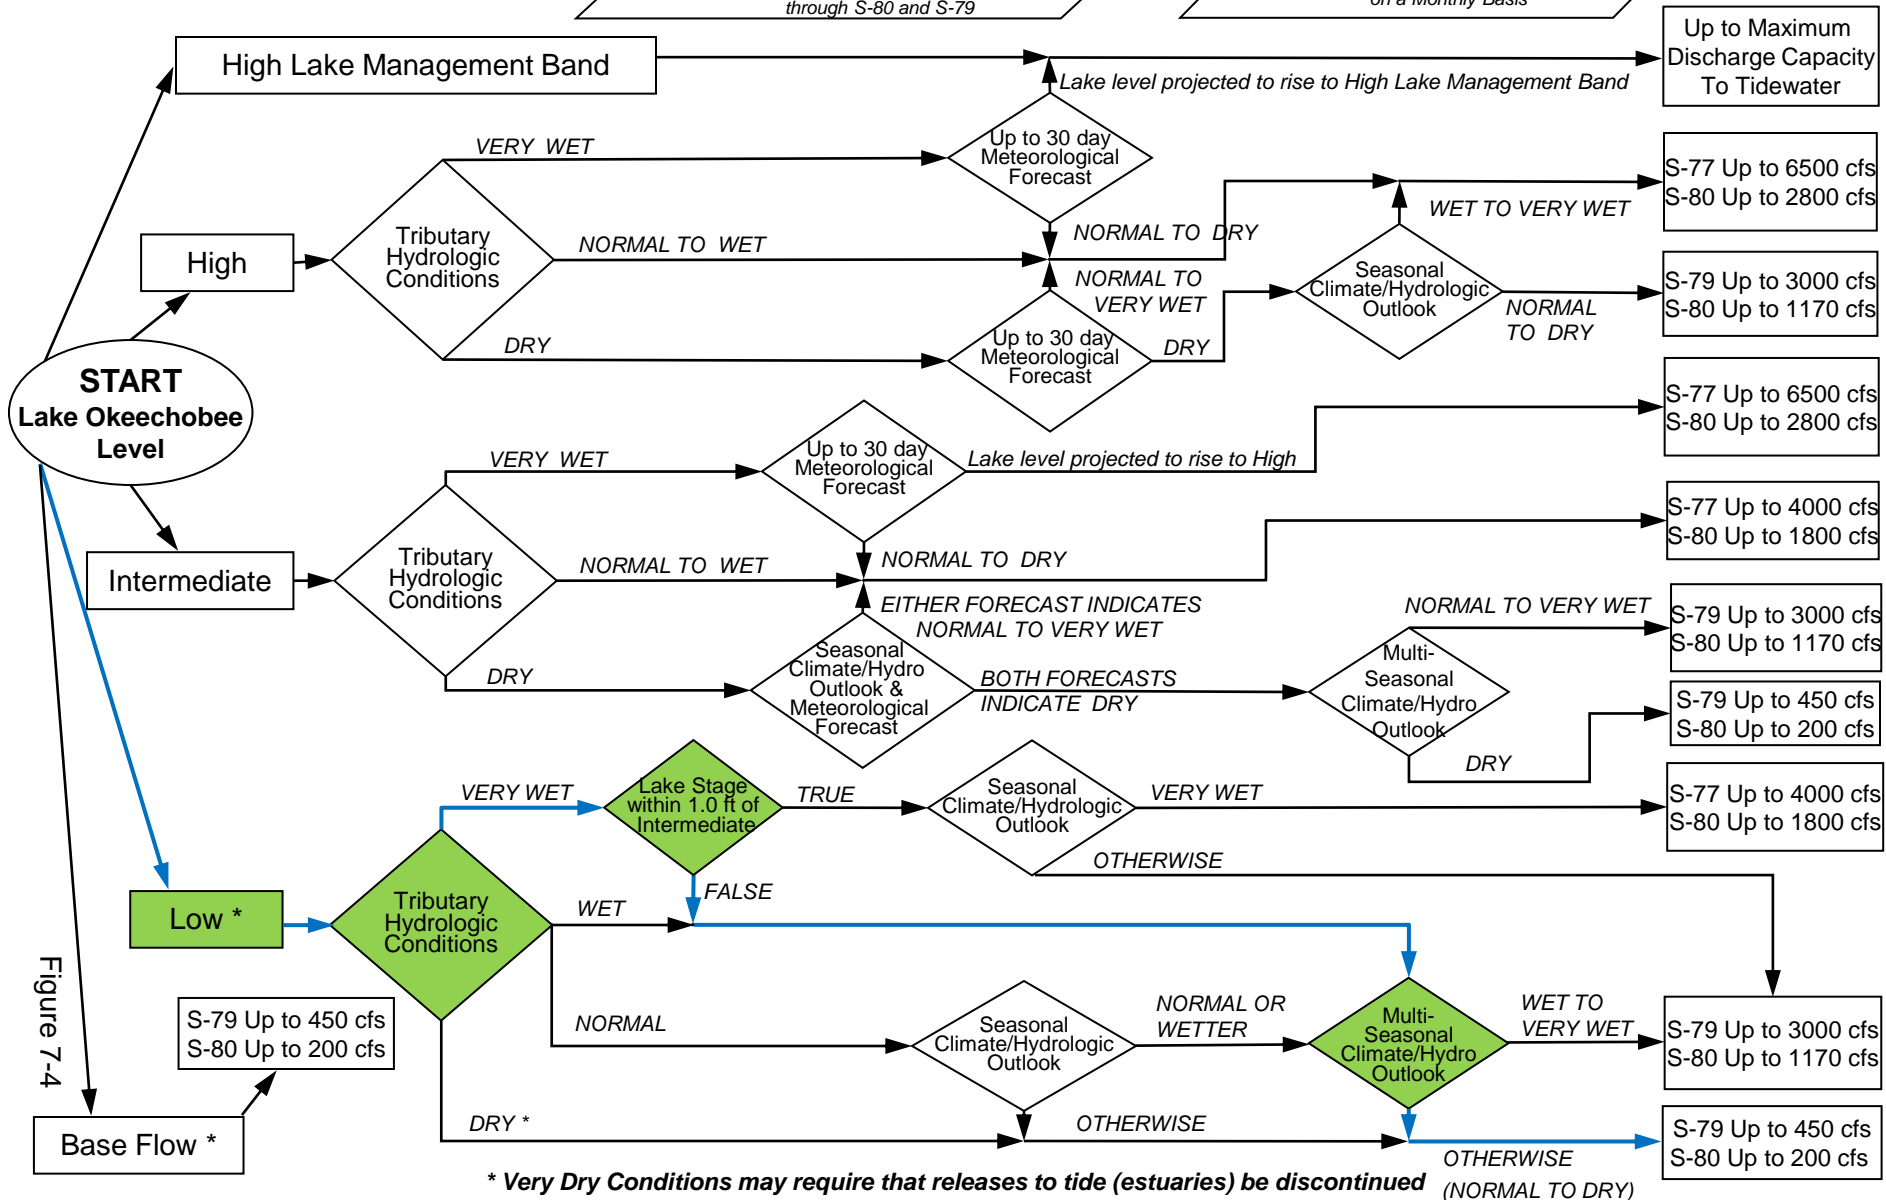 through S-80 and S-79
on a Monthly Basis
High Lake Management Band
Lake level projected to rise to High Lake Management Band
Up to Maximum
Discharge Capacity
To Tidewater
VERY WET
Up to 30 day
Meteorological
Forecast
S-77 Up to 6500 cfs
S-80 Up to 2800 cfs
WET TO VERY WET
High
Tributary
Hydrologic
Conditions
NORMAL TO WET
NORMAL TO DRY
NORMAL TO
VERY WET
Seasonal
Climate/Hydrologic
Outlook
NORMAL
TO DRY
S-79 Up to 3000 cfs
S-80 Up to 1170 cfs
DRY
Up to 30 day
Meteorological
Forecast
DRY
START
Lake Okeechobee
Level
S-77 Up to 6500 cfs
S-80 Up to 2800 cfs
VERY WET
Up to 30 day
Meteorological
Forecast
Lake level projected to rise to High
S-77 Up to 4000 cfs
S-80 Up to 1800 cfs
Intermediate
Tributary
Hydrologic
Conditions
NORMAL TO WET
NORMAL TO DRY
EITHER FORECAST INDICATES
NORMAL TO VERY WET
NORMAL TO VERY WET
S-79 Up to 3000 cfs
S-80 Up to 1170 cfs
DRY
Seasonal
Climate/Hydro
Outlook &
Meteorological
Forecast
BOTH FORECASTS
INDICATE DRY
Multi-
Seasonal
Climate/Hydro
Outlook
DRY
S-79 Up to 450 cfs
S-80 Up to 200 cfs
VERY WET
Lake Stage
within 1.0 ft of
Intermediate
TRUE
Seasonal
Climate/Hydrologic
Outlook
VERY WET
S-77 Up to 4000 cfs
S-80 Up to 1800 cfs
OTHERWISE
FALSE
Low *
Tributary
Hydrologic
Conditions
WET
NORMAL
Seasonal
Climate/Hydrologic
Outlook
NORMAL OR
WETTER
Multi-
Seasonal
Climate/Hydro
Outlook
WET TO
VERY WET
S-79 Up to 3000 cfs
S-80 Up to 1170 cfs
Figure 7-4
S-79 Up to 450 cfs
S-80 Up to 200 cfs
Base Flow *
DRY *
OTHERWISE
S-79 Up to 450 cfs
S-80 Up to 200 cfs
OTHERWISE
(NORMAL TO DRY)
* Very Dry Conditions may require that releases to tide (estuaries) be discontinued